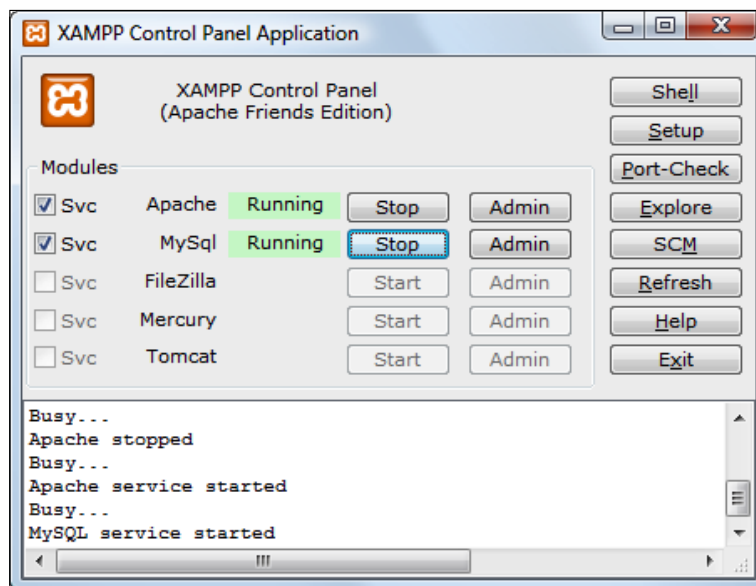 XAMPP Control Panel Application
XAMPP Control Panel
(Apache Friends Edition)
Shell
Setup
Port-Check
Explore
SCM
Refresh
Help
Exit
Modules
Svc Apache Running Stop Admin
Svc MySql Running Stop Admin
Svc FileZilla Start Admin
Svc Mercury Start Admin
Svc Tomcat Start Admin
Busy...
Apache stopped
Busy...
Apache service started
Busy...
MySQL service started